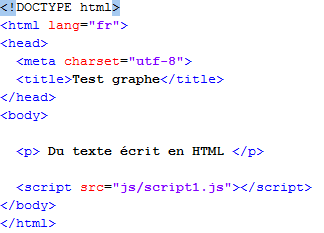 <!DOCTYPE html>
<html lang="fr">
<head>
<meta charset="utf-8">
<title>Test graphe</title>
</head>
<body>
<p> Du texte écrit en HTML </p>
<script src="js/script1.js"></script>
</body>
</html>